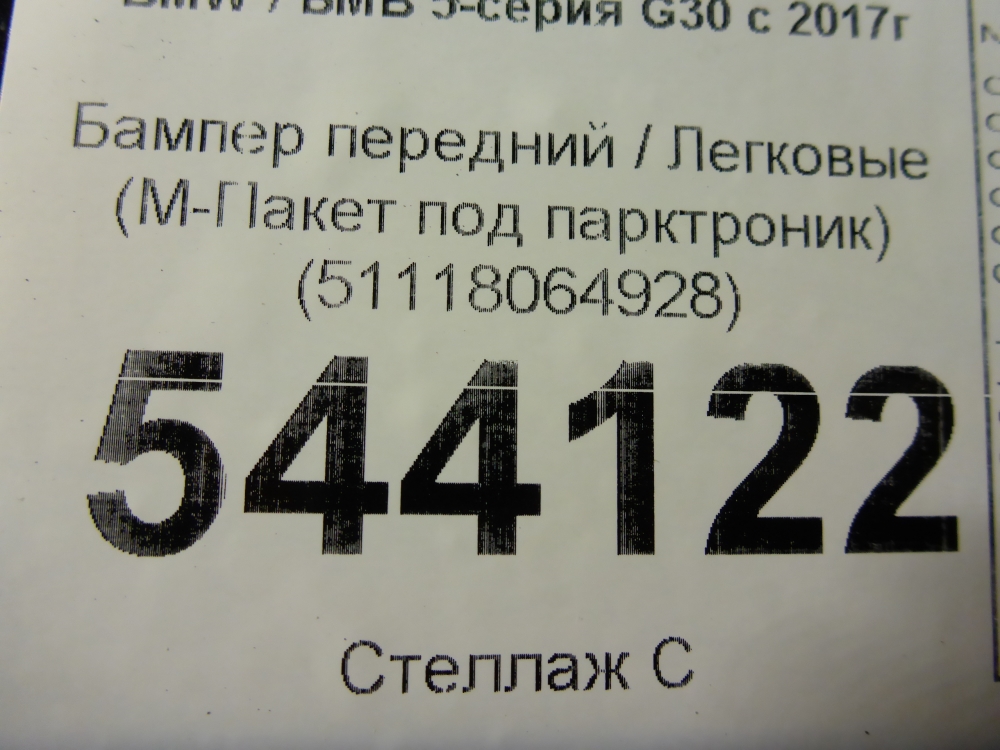 BMW / БМВ 5-серия G30 с 2017г
Бампер передний / Легковые
(М-Пакет под парктроник)
(51118064928)
544122
Стеллаж С